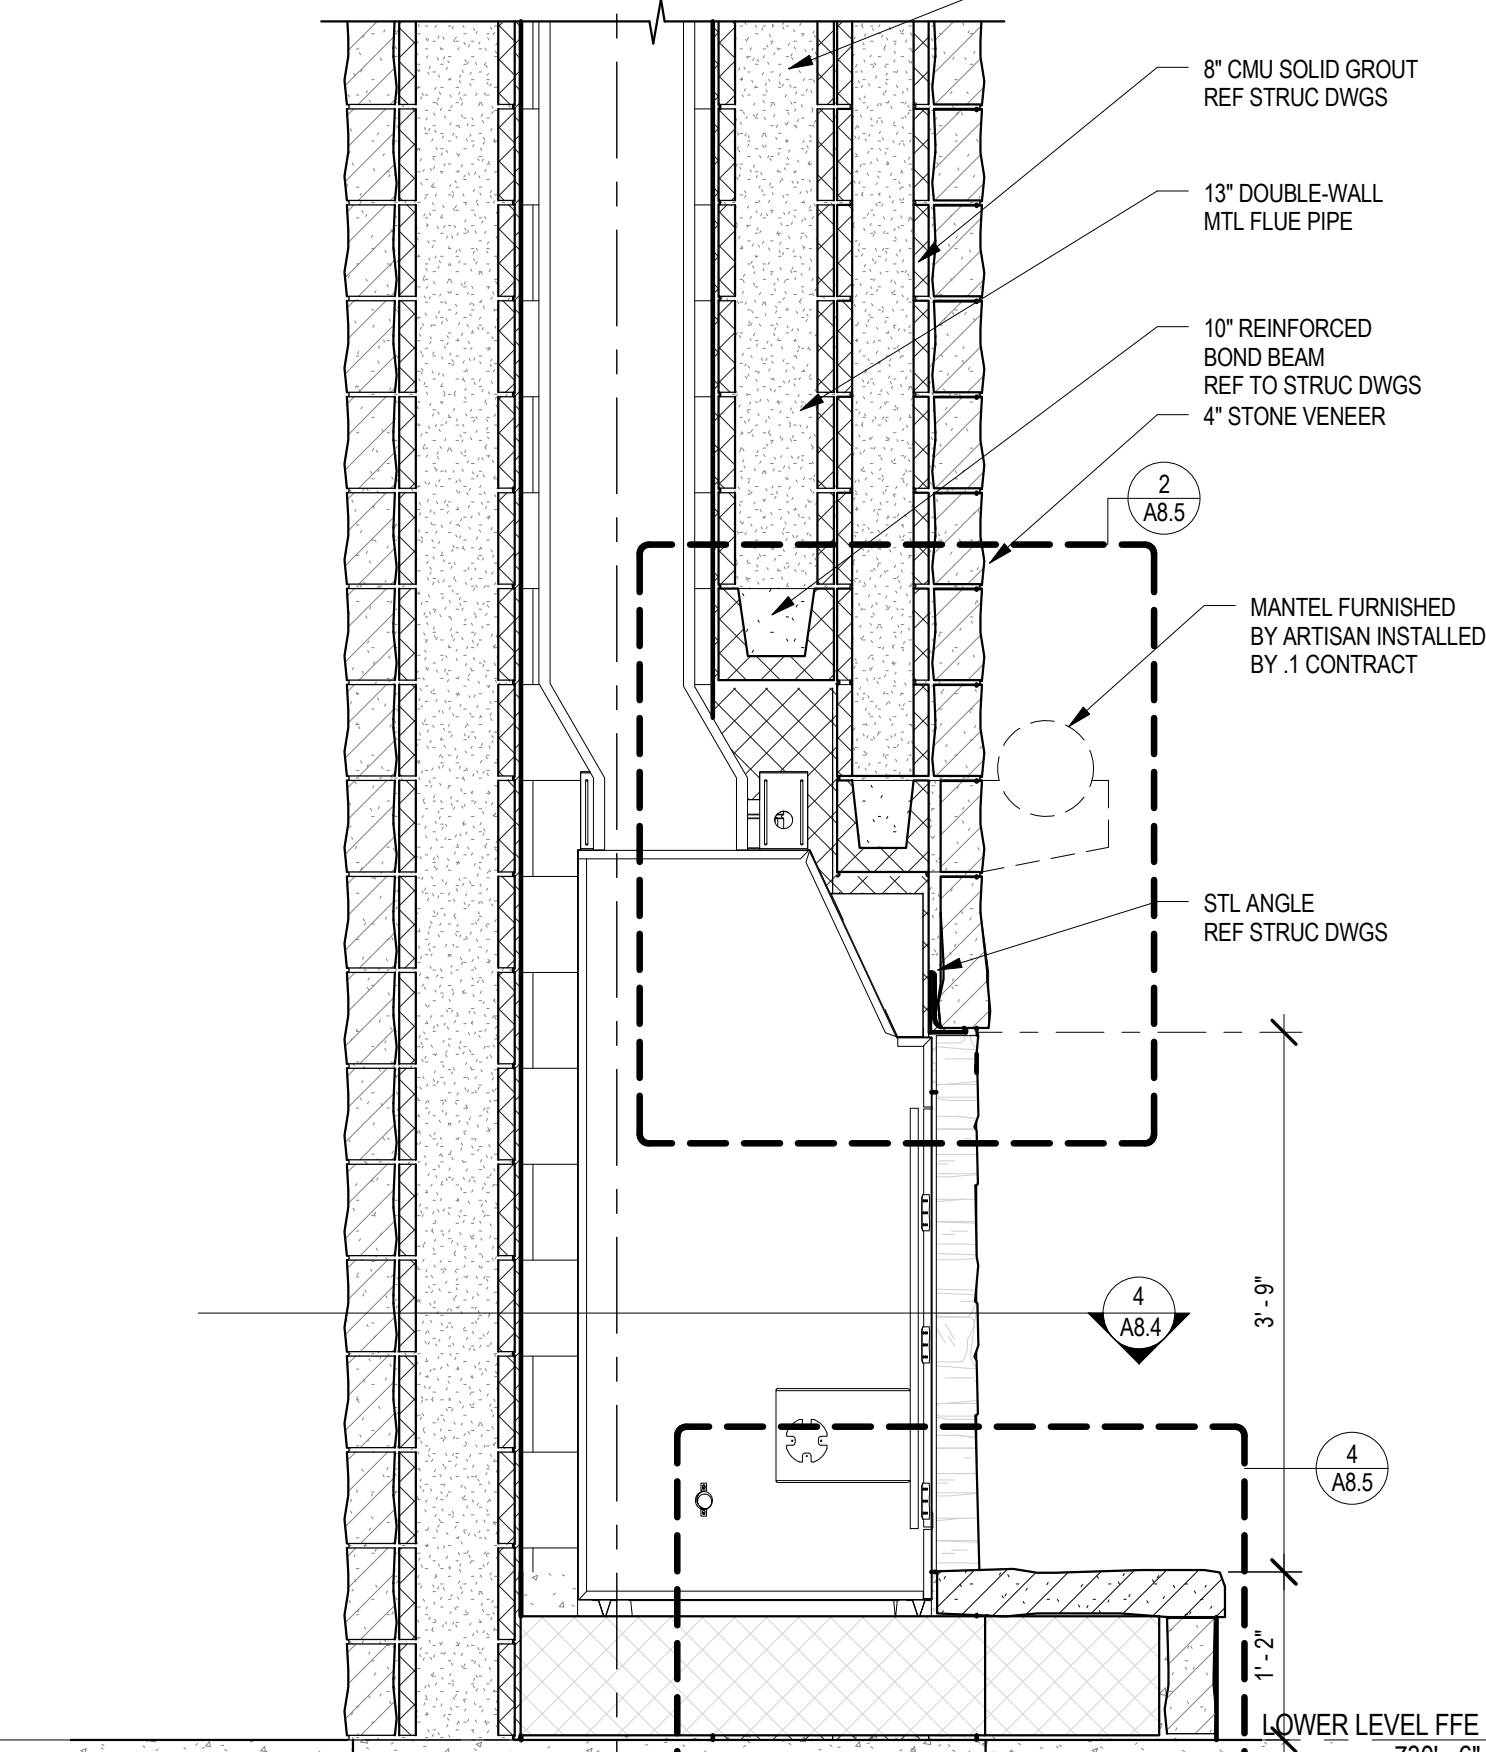 8" CMU SOLID GROUT
REF STRUC DWGS
13" DOUBLE-WALL
MTL FLUE PIPE
10" REINFORCED
BOND BEAM
REF TO STRUC DWGS
4" STONE VENEER
2
A8.5
MANTEL FURNISHED
BY ARTISAN INSTALLED
BY .1 CONTRACT
STL ANGLE
REF STRUC DWGS
3' - 9"
4
A8.4
4
A8.5
1' - 2"
LOWER LEVEL FFE